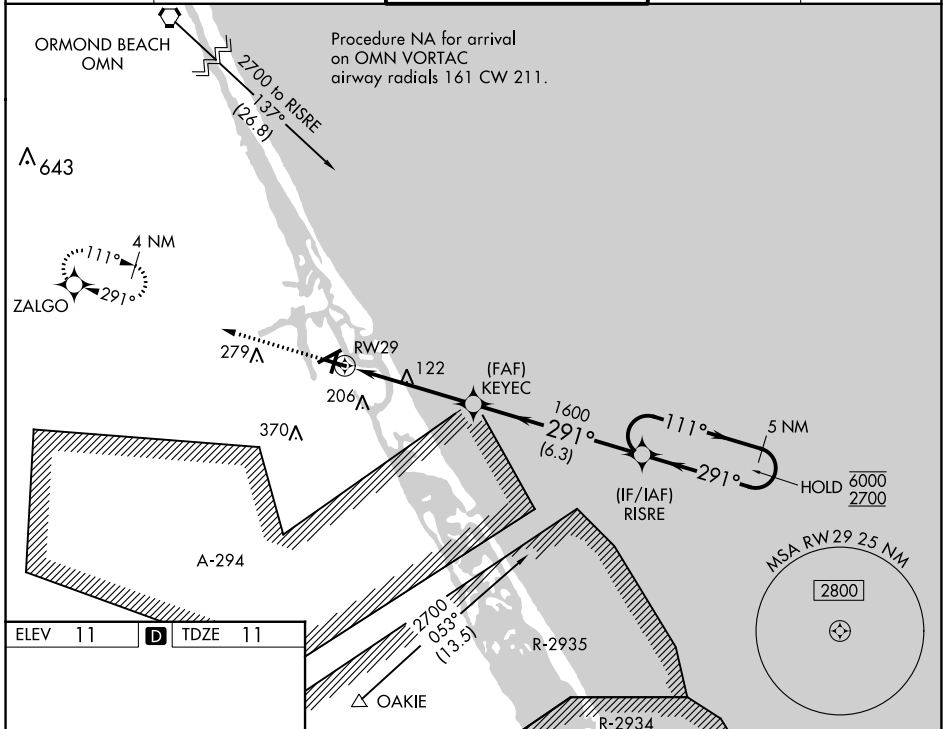 ORMOND BEACH
OMN
Procedure NA for arrival
on OMN VORTAC
airway radials 161 CW 211.
2700 to RISRE
137°
(26.8)
643
4 NM
111°
291°
ZALGO
279
RW29
122
206
(FAF)
KEYEC
370
1600
291°
(6.3)
111°
5 NM
291°
HOLD 6000
2700
(IF/IAF)
RISRE
A-294
MSA RW 29 25 NM
2800
2700
053°
(13.5)
R-2935
OAKIE
R-2934
ELEV 11 D TDZE 11